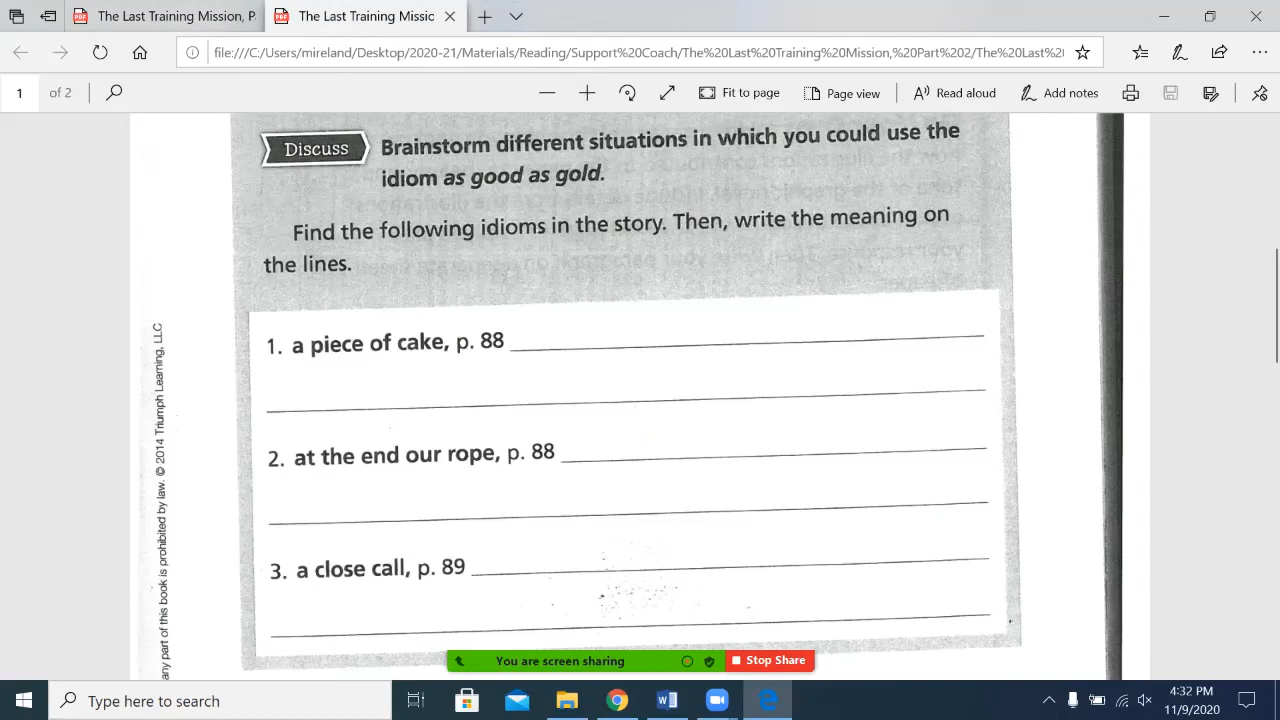 The Last Training Mission, P
The Last Training Missio
file:///C:/Users/mireland/Desktop/2020-21/Materials/Reading/Support%20Coach/The%20Last%20Training%20Mission,%20Part%202/The%20Last%20
1 of 2
Fit to page
Page view
Read aloud
Add notes
Discuss Brainstorm different situations in which you could use the
idiom as good as gold.
Find the following idioms in the story. Then, write the meaning on
the lines.
1. a piece of cake, p. 88
2. at the end our rope, p. 88
3. a close call, p. 89
any part of this book is prohibited by law. © 2014 Triumph Learning, LLC
You are screen sharing
Stop Share
Type here to search
4:32 PM
11/9/2020